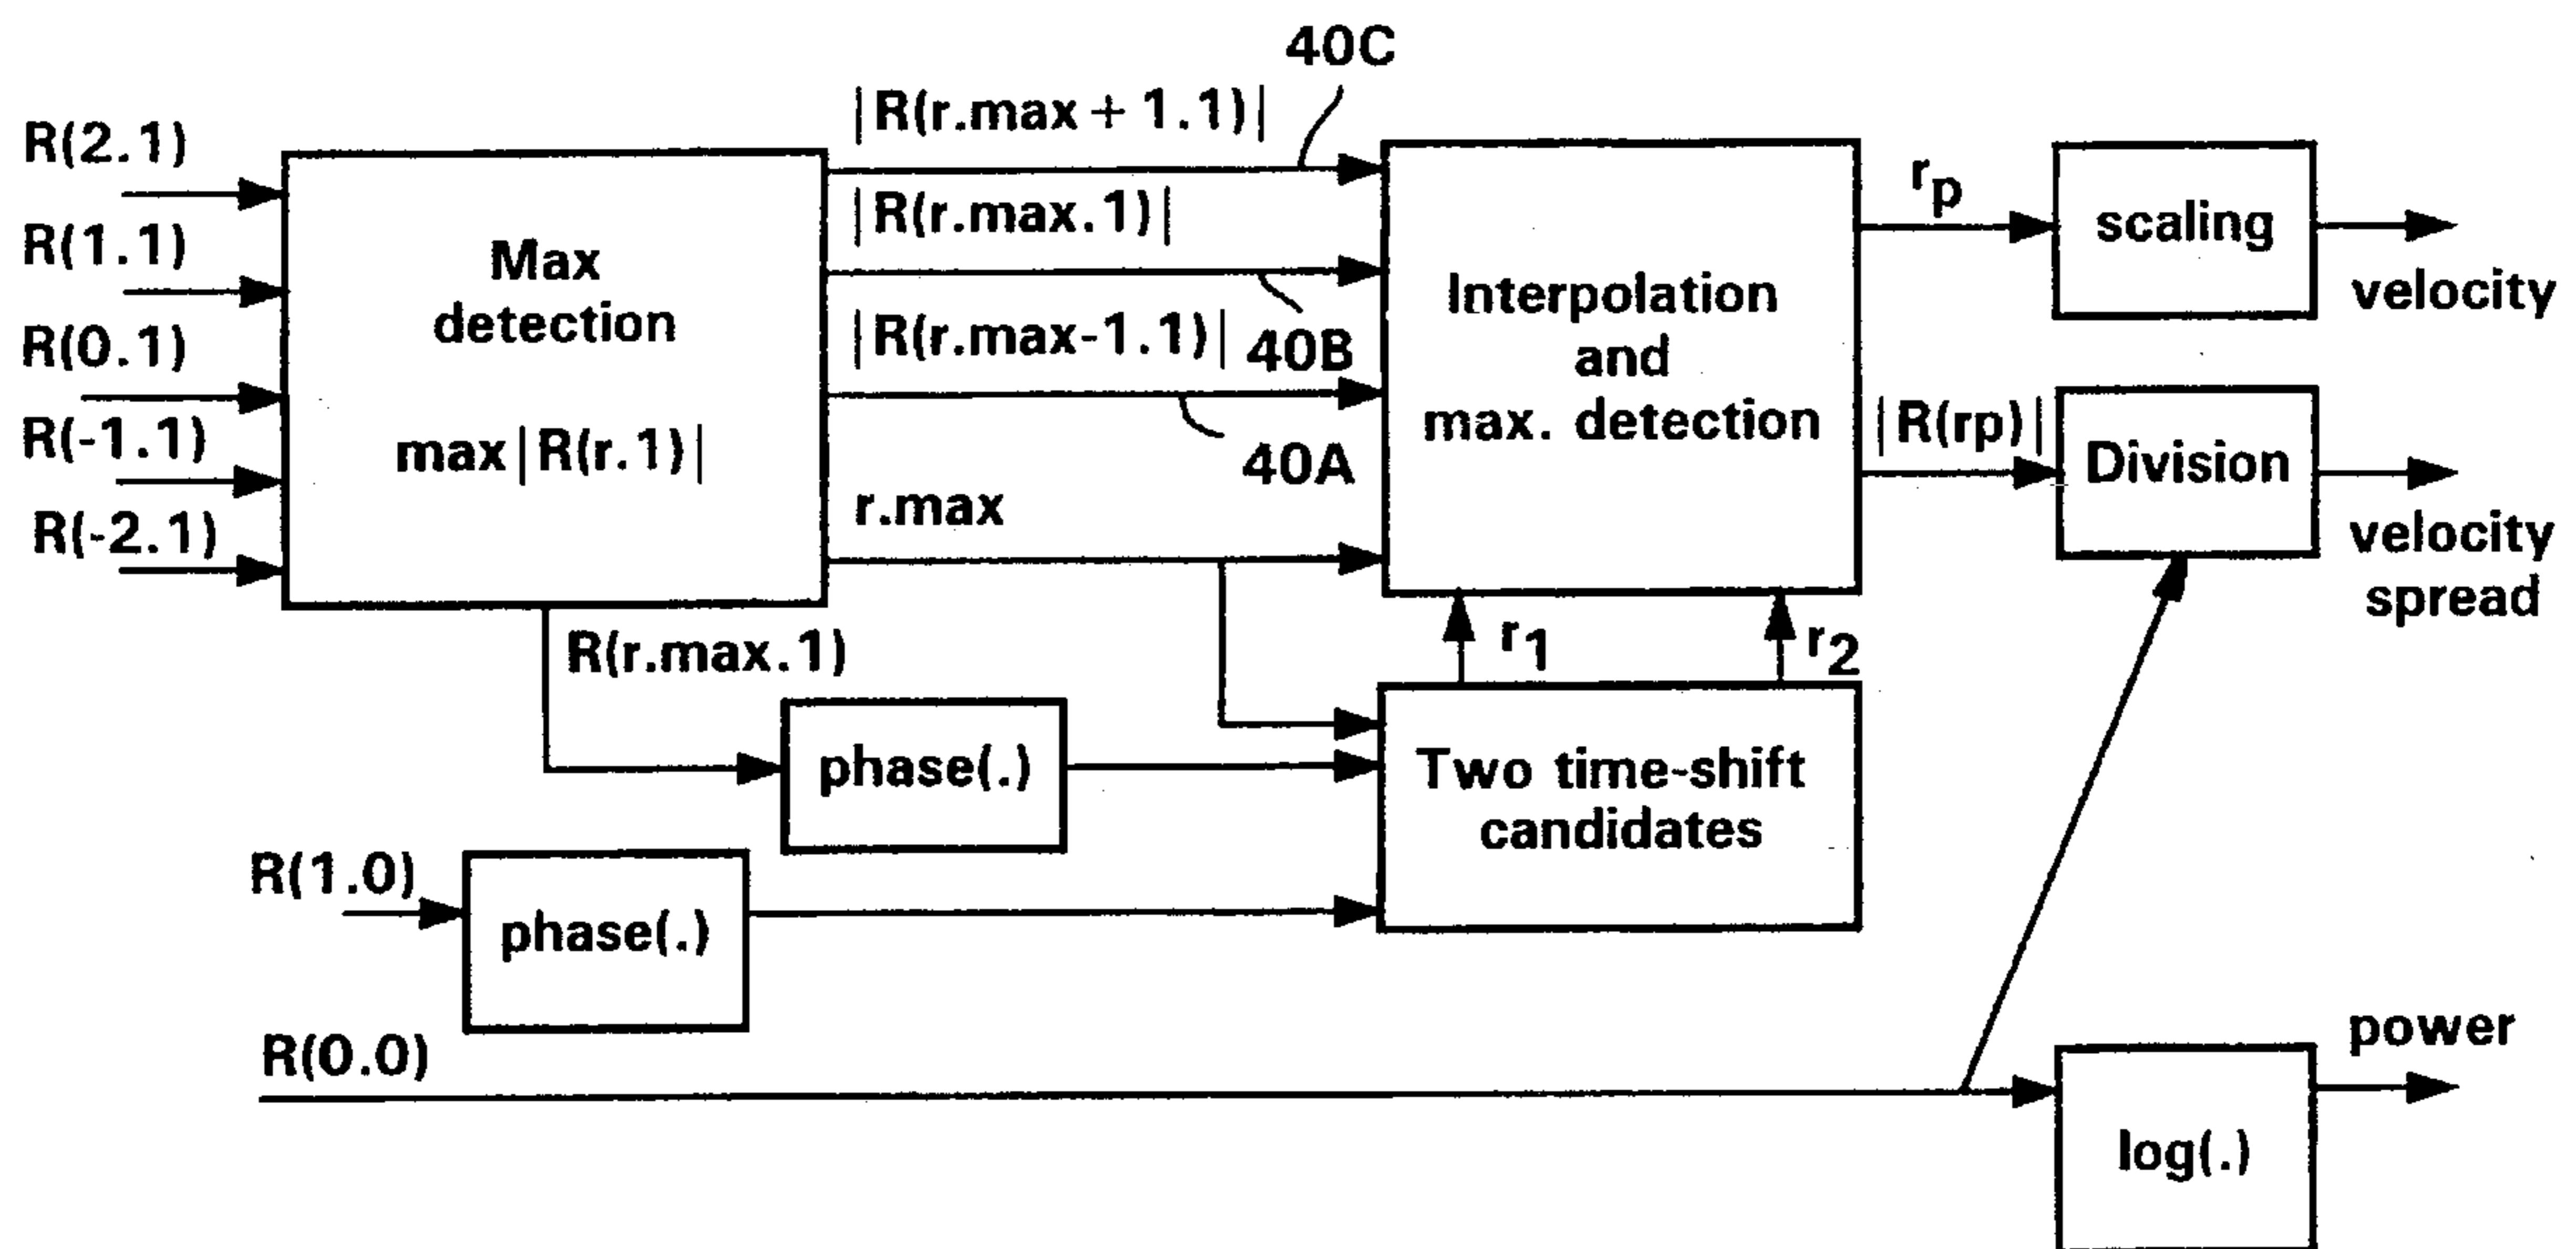 40C
|R(r.max + 1.1)|
R(2.1)
|R(r.max.1)|
R(1.1)
|R(r.max-1.1)|
40B
R(0.1)
40A
R(-1.1)
r.max
R(-2.1)
Max
detection
max|R(r.1)|
Interpolation
and
max. detection
rp
scaling
velocity
|R(rp)|
Division
velocity
spread
R(r.max.1)
r1
r2
phase(.)
Two time-shift
candidates
R(1.0)
phase(.)
R(0.0)
power
log(.)